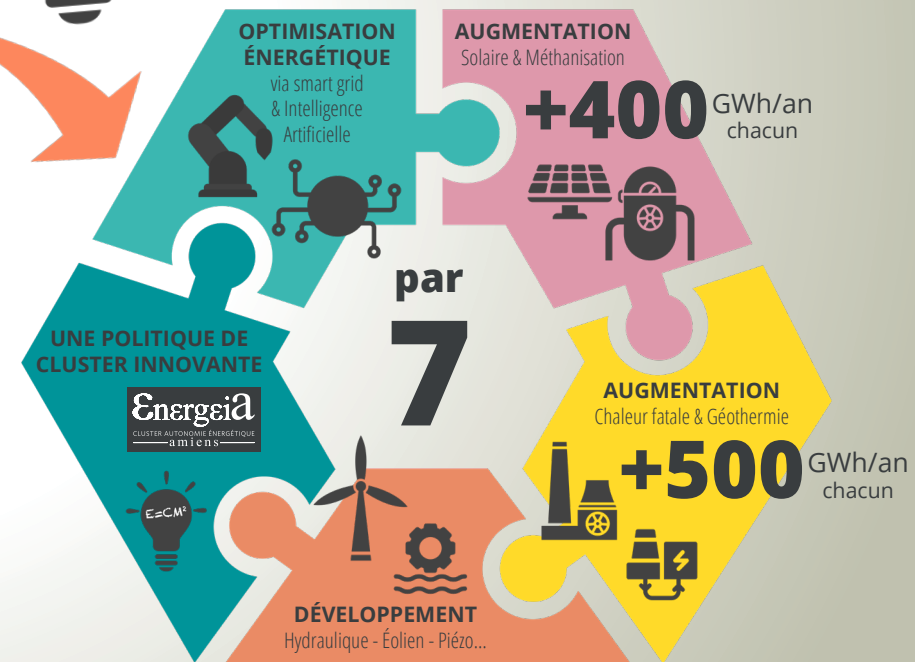 OPTIMISATION
ÉNERGÉTIQUE
via smart grid
& Intelligence
Artificielle
AUGMENTATION
Solaire & Méthanisation
+400 GWh/an
chacun
par
7
UNE POLITIQUE DE
CLUSTER INNOVANTE
EnergeiA
CLUSTER AUTONOMIE ÉNERGÉTIQUE
amiens
E=CM²
AUGMENTATION
Chaleur fatale & Géothermie
+500 GWh/an
chacun
DÉVELOPPEMENT
Hydraulique - Éolien - Piézo...